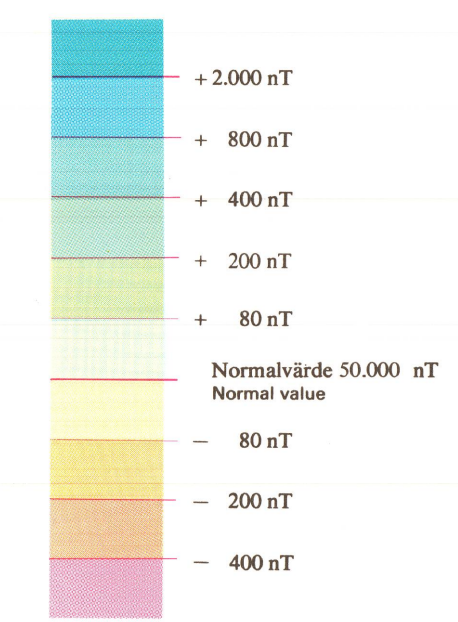 + 2.000 nT
+ 800 nT
+ 400 nT
+ 200 nT
+ 80 nT
Normalvärde 50.000 nT
Normal value
− 80 nT
− 200 nT
− 400 nT